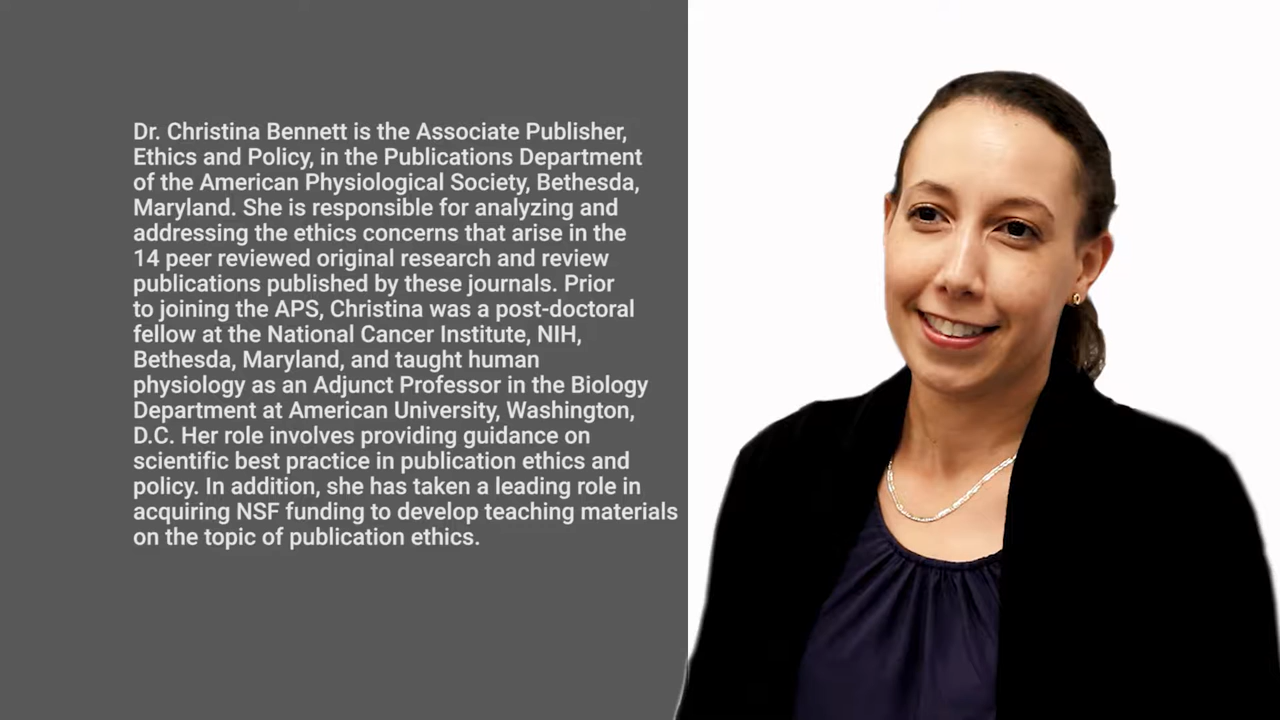 Dr. Christina Bennett is the Associate Publisher,
Ethics and Policy, in the Publications Department
of the American Physiological Society, Bethesda,
Maryland. She is responsible for analyzing and
addressing the ethics concerns that arise in the
14 peer reviewed original research and review
publications published by these journals. Prior
to joining the APS, Christina was a post-doctoral
fellow at the National Cancer Institute, NIH,
Bethesda, Maryland, and taught human
physiology as an Adjunct Professor in the Biology
Department at American University, Washington,
D.C. Her role involves providing guidance on
scientific best practice in publication ethics and
policy. In addition, she has taken a leading role in
acquiring NSF funding to develop teaching materials
on the topic of publication ethics.